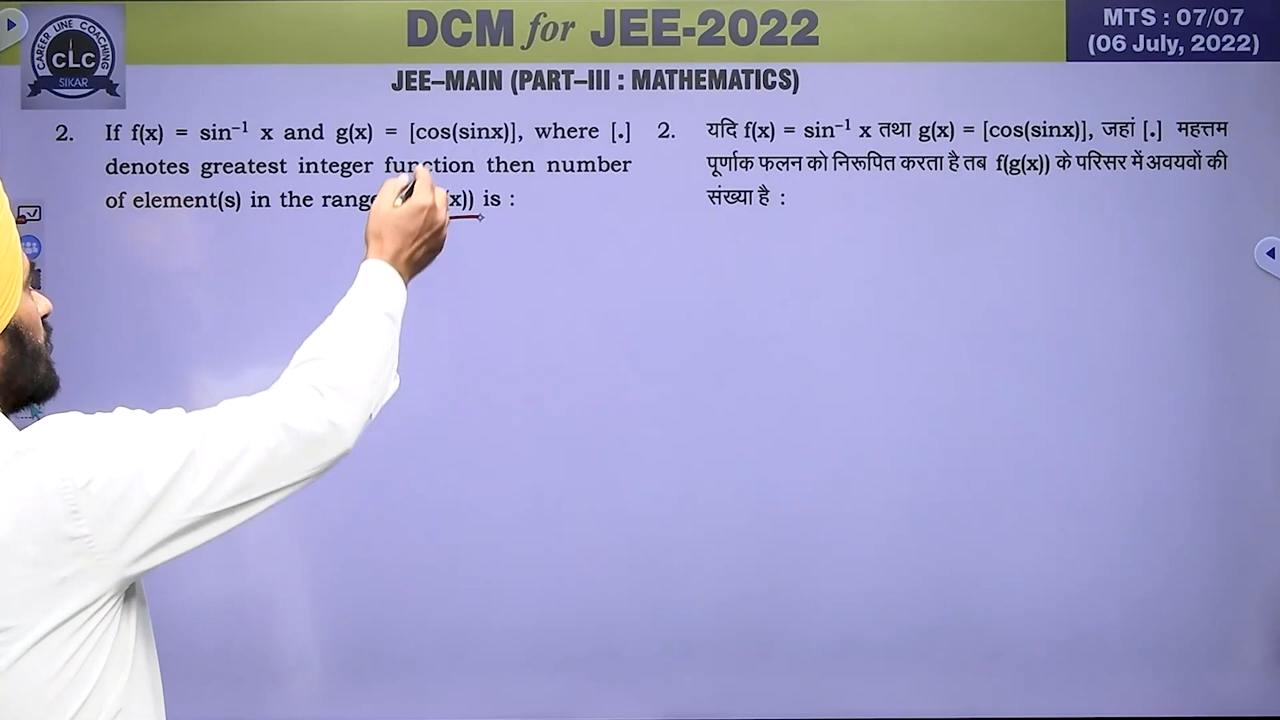 DCM for JEE-2022
MTS : 07/07
(06 July, 2022)
CAREER LINE COACHING
CLC
SIKAR
JEE–MAIN (PART–III : MATHEMATICS)
2. If f(x) = sin⁻¹ x and g(x) = [cos(sinx)], where [.]
denotes greatest integer function then number
of element(s) in the range (x)) is :
2. यदि f(x) = sin⁻¹ x तथा g(x) = [cos(sinx)], जहां [.] महत्तम
पूर्णाक फलन को निरूपित करता है तब f(g(x)) के परिसर में अवयवों की
संख्या है :